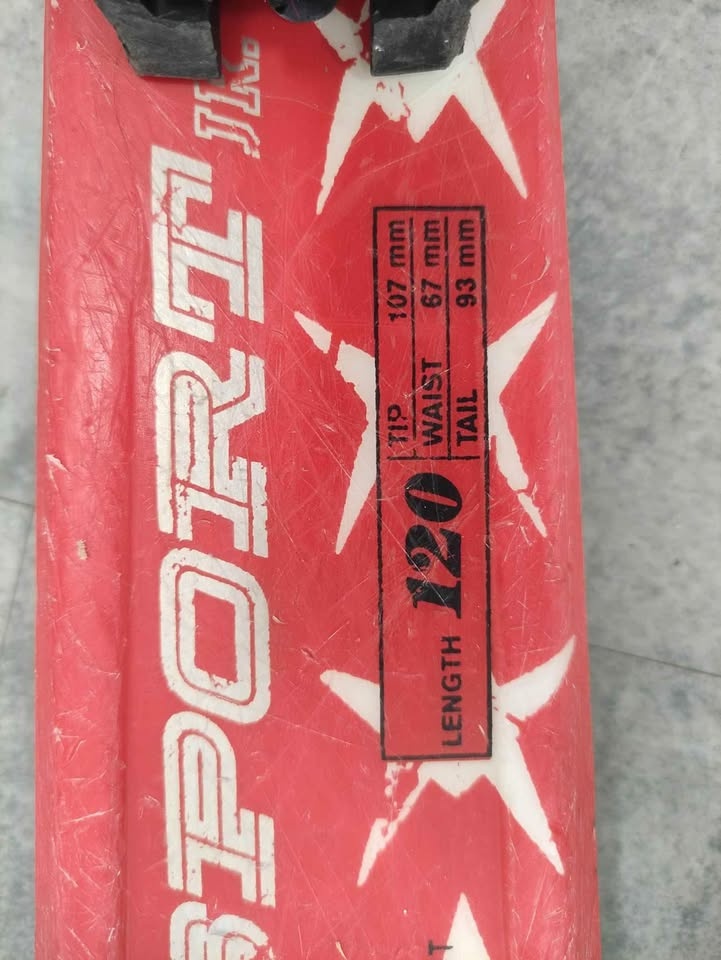 SPORT JR.
LENGTH 120
TIP 107 mm
WAIST 67 mm
TAIL 93 mm